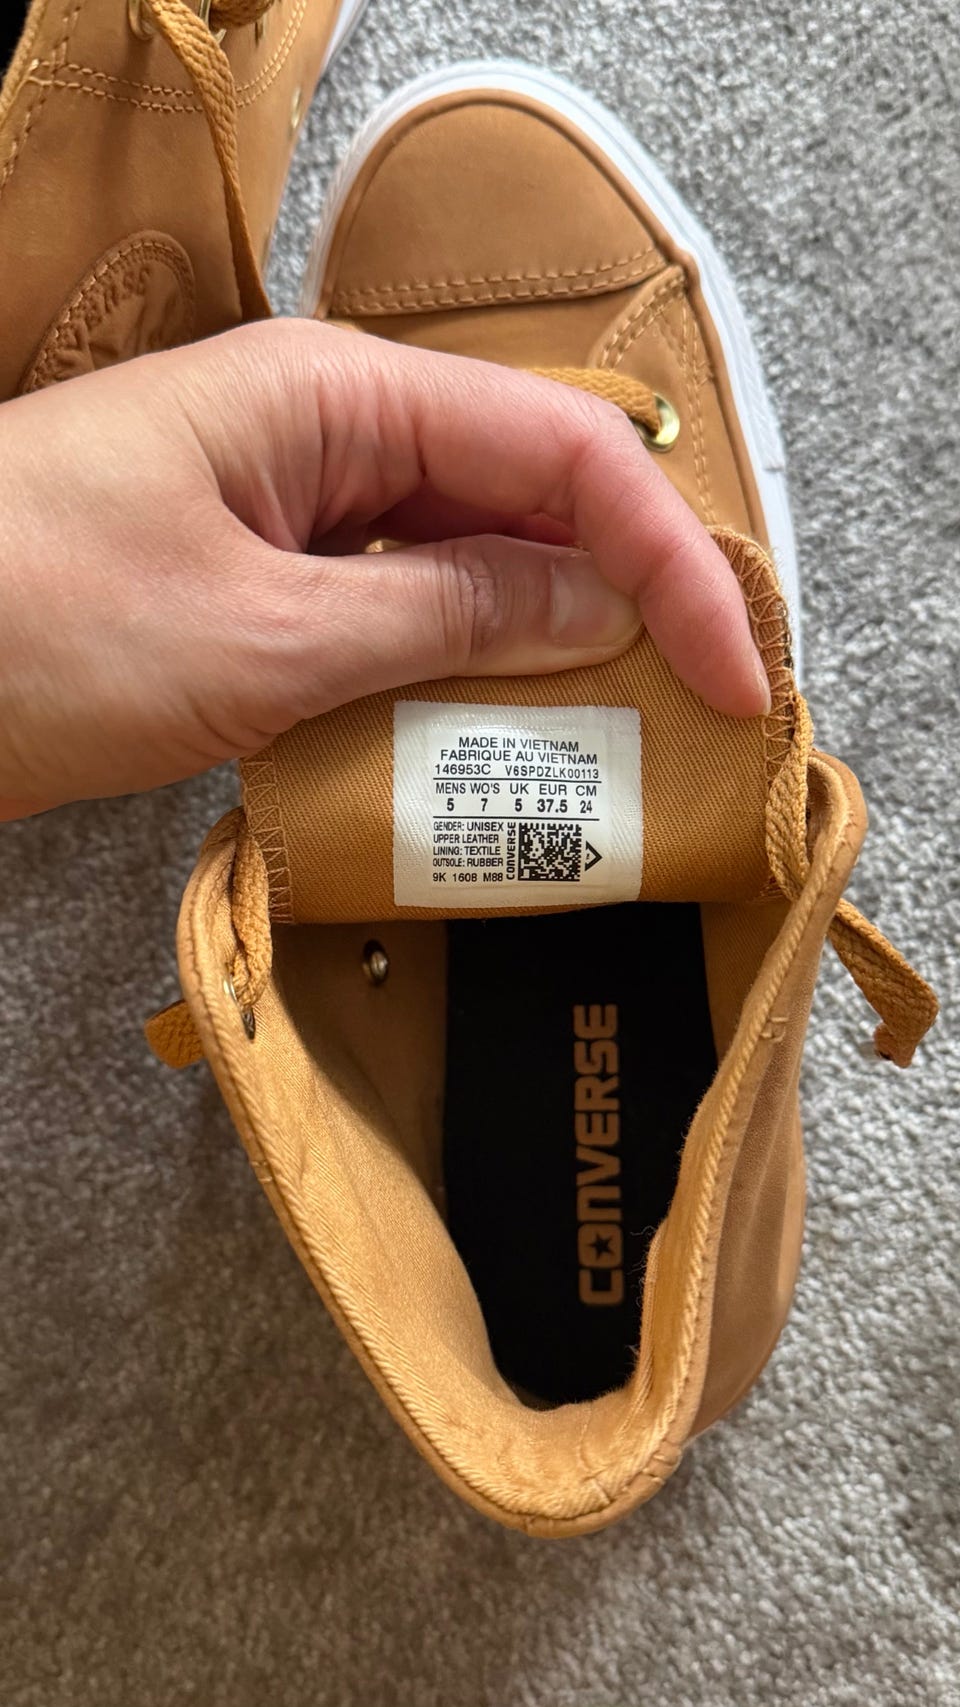 MADE IN VIETNAM
FABRIQUE AU VIETNAM
146953C V6SPDZLK00113
MENS WO'S UK EUR CM
5 7 5 37.5 24
GENDER: UNISEX
UPPER LEATHER
LINING: TEXTILE
OUTSOLE: RUBBER
9K 1608 M88
CONVERSE
CONVERSE